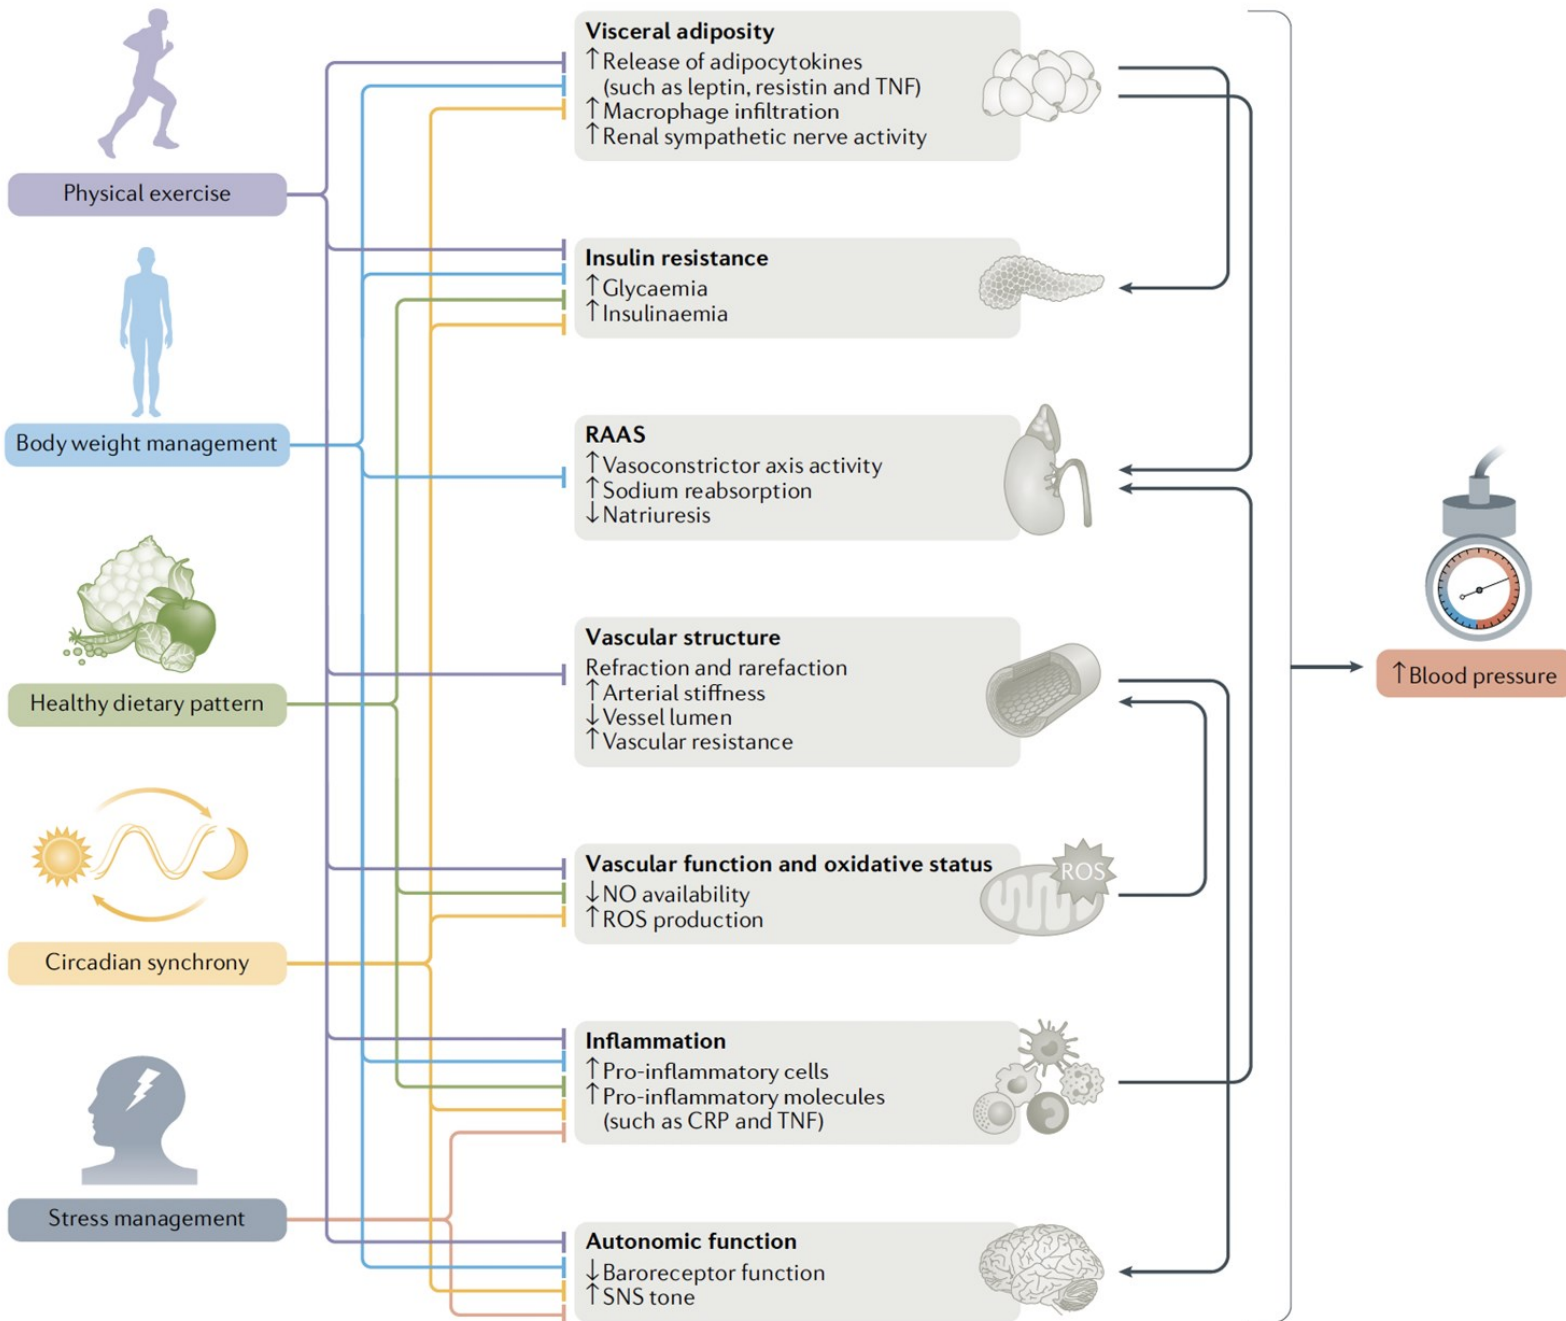 Physical exercise
Body weight management
Healthy dietary pattern
Circadian synchrony
Stress management
Visceral adiposity
↑Release of adipocytokines
(such as leptin, resistin and TNF)
↑Macrophage infiltration
↑Renal sympathetic nerve activity
Insulin resistance
↑Glycaemia
↑Insulinaemia
RAAS
↑Vasoconstrictor axis activity
↑Sodium reabsorption
↓Natriuresis
Vascular structure
Refraction and rarefaction
↑Arterial stiffness
↓Vessel lumen
↑Vascular resistance
Vascular function and oxidative status
↓NO availability
↑ROS production
ROS
Inflammation
↑Pro-inflammatory cells
↑Pro-inflammatory molecules
(such as CRP and TNF)
Autonomic function
↓Baroreceptor function
↑SNS tone
↑Blood pressure